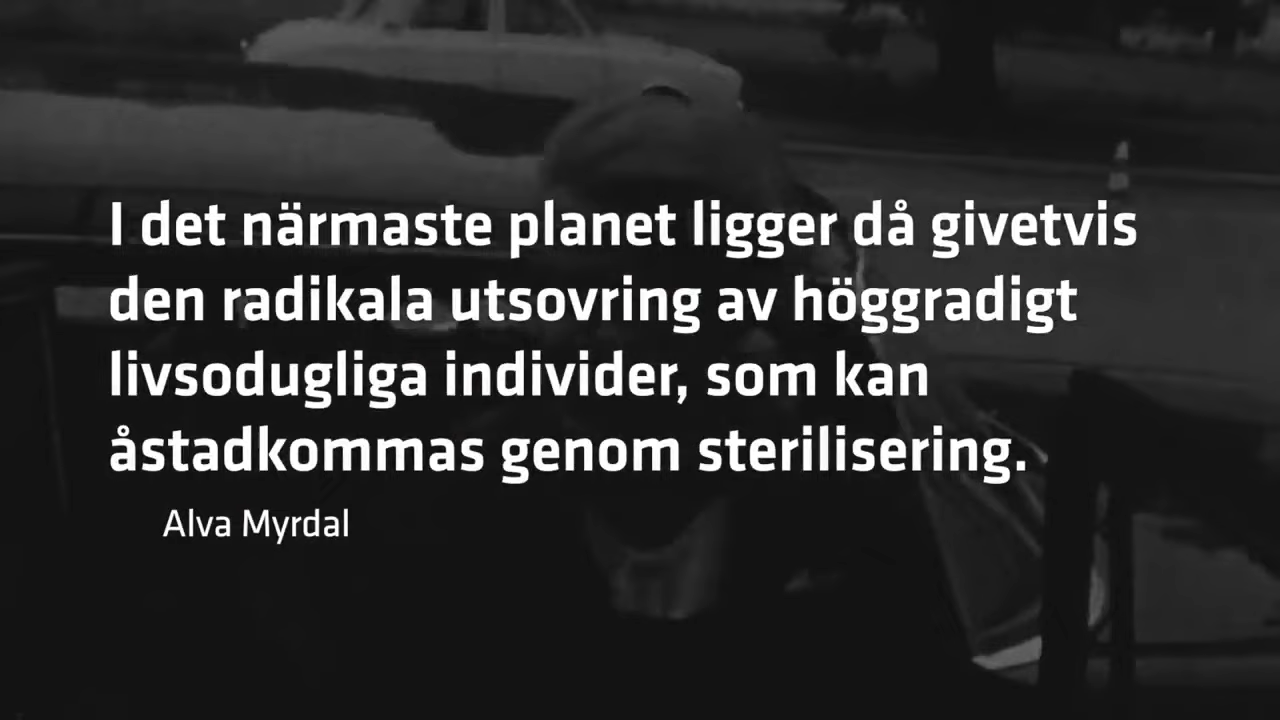 I det närmaste planet ligger då givetvis
den radikala utsovring av höggradigt
livsodugliga individer, som kan
åstadkommas genom sterilisering.
Alva Myrdal